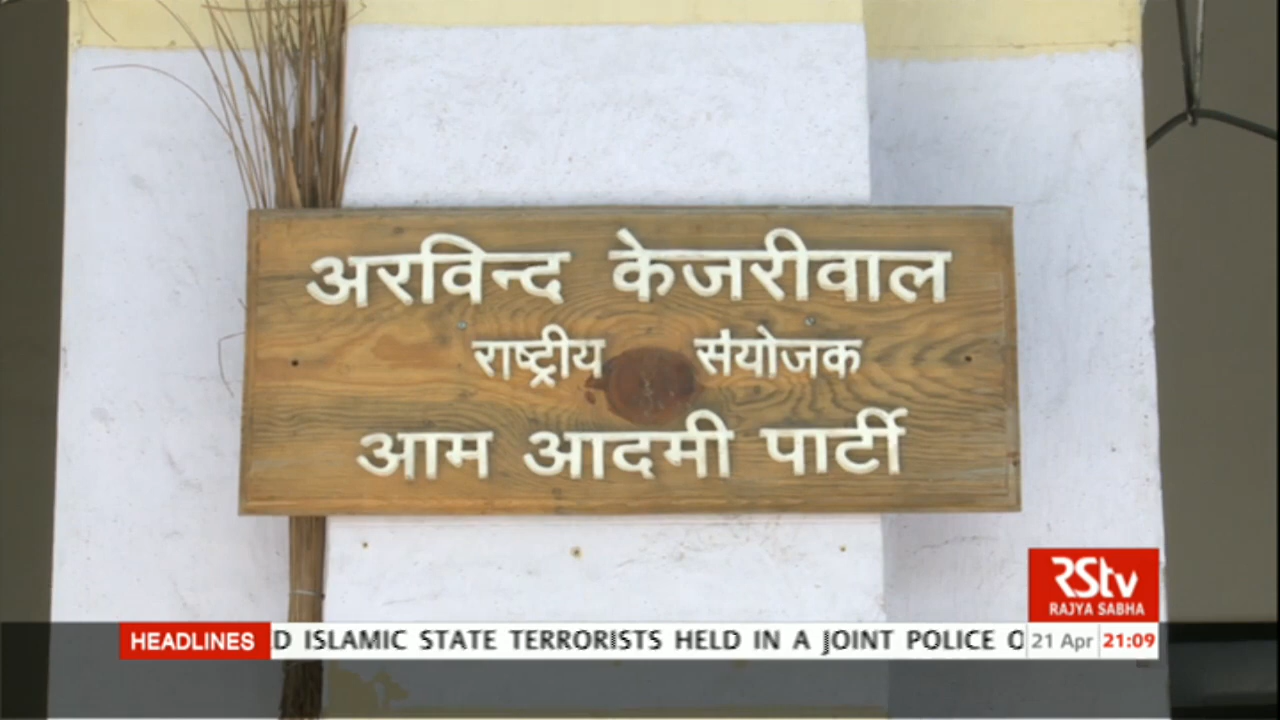 अरविन्द केजरीवाल
राष्ट्रीय संयोजक
आम आदमी पार्टी
RStv
RAJYA SABHA
HEADLINES D ISLAMIC STATE TERRORISTS HELD IN A JOINT POLICE O 21 Apr 21:09